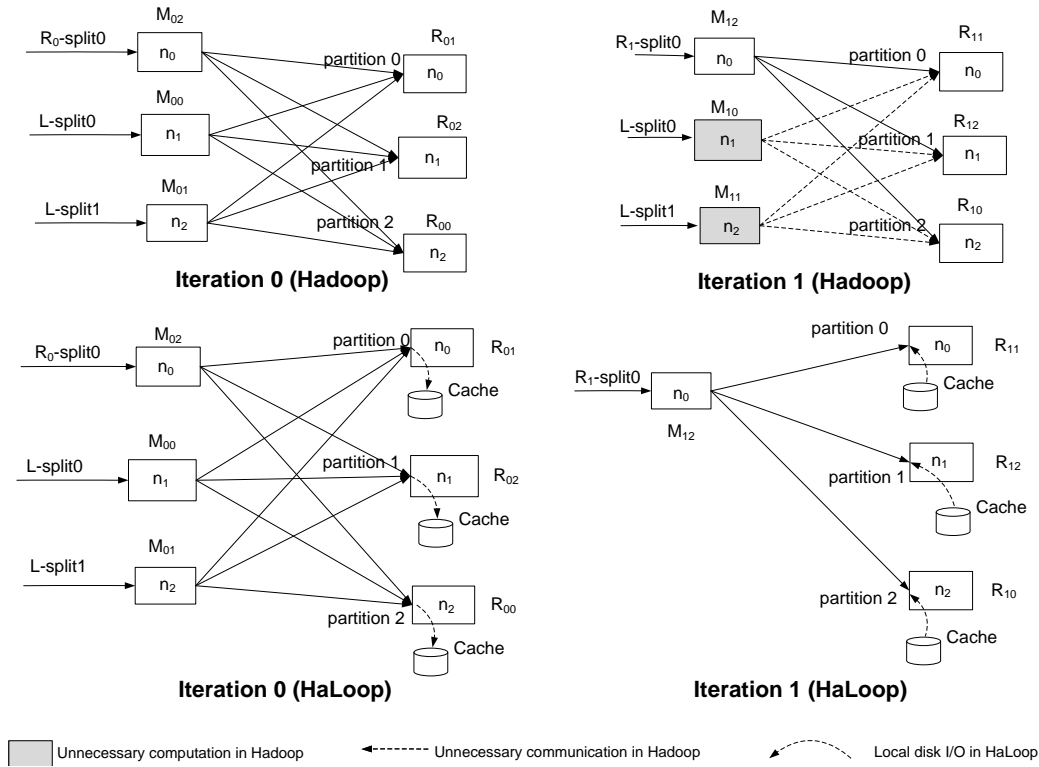 M02
R0-split0
n0
partition 0
R01
n0
M00
L-split0
n1
R02
partition 1
n1
M01
L-split1
n2
partition 2
R00
n2
Iteration 0 (Hadoop)
M12
R1-split0
n0
partition 0
R11
n0
M10
L-split0
n1
R12
partition 1
n1
M11
L-split1
n2
partition 2
R10
n2
Iteration 1 (Hadoop)
M02
R0-split0
n0
partition 0
n0
R01
Cache
M00
L-split0
n1
partition 1
n1
R02
Cache
M01
L-split1
n2
partition 2
n2
R00
Cache
Iteration 0 (HaLoop)
partition 0
n0
R11
Cache
R1-split0
n0
M12
n1
R12
partition 1
Cache
partition 2
n2
R10
Cache
Iteration 1 (HaLoop)
Unnecessary computation in Hadoop
Unnecessary communication in Hadoop
Local disk I/O in HaLoop